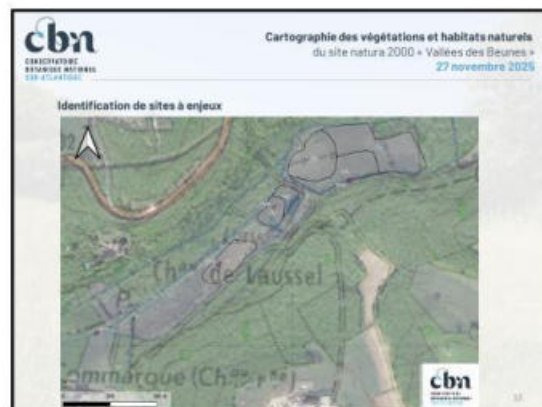 cbn
CONSERVATOIRE
BOTANIQUE NATIONAL
SUD-ATLANTIQUE
Cartographie des végétations et habitats naturels
du site natura 2000 « Vallées des Beunes »
27 novembre 2025
Identification de sites à enjeux
Chau de Laussel
Commarque (Chau
cbn